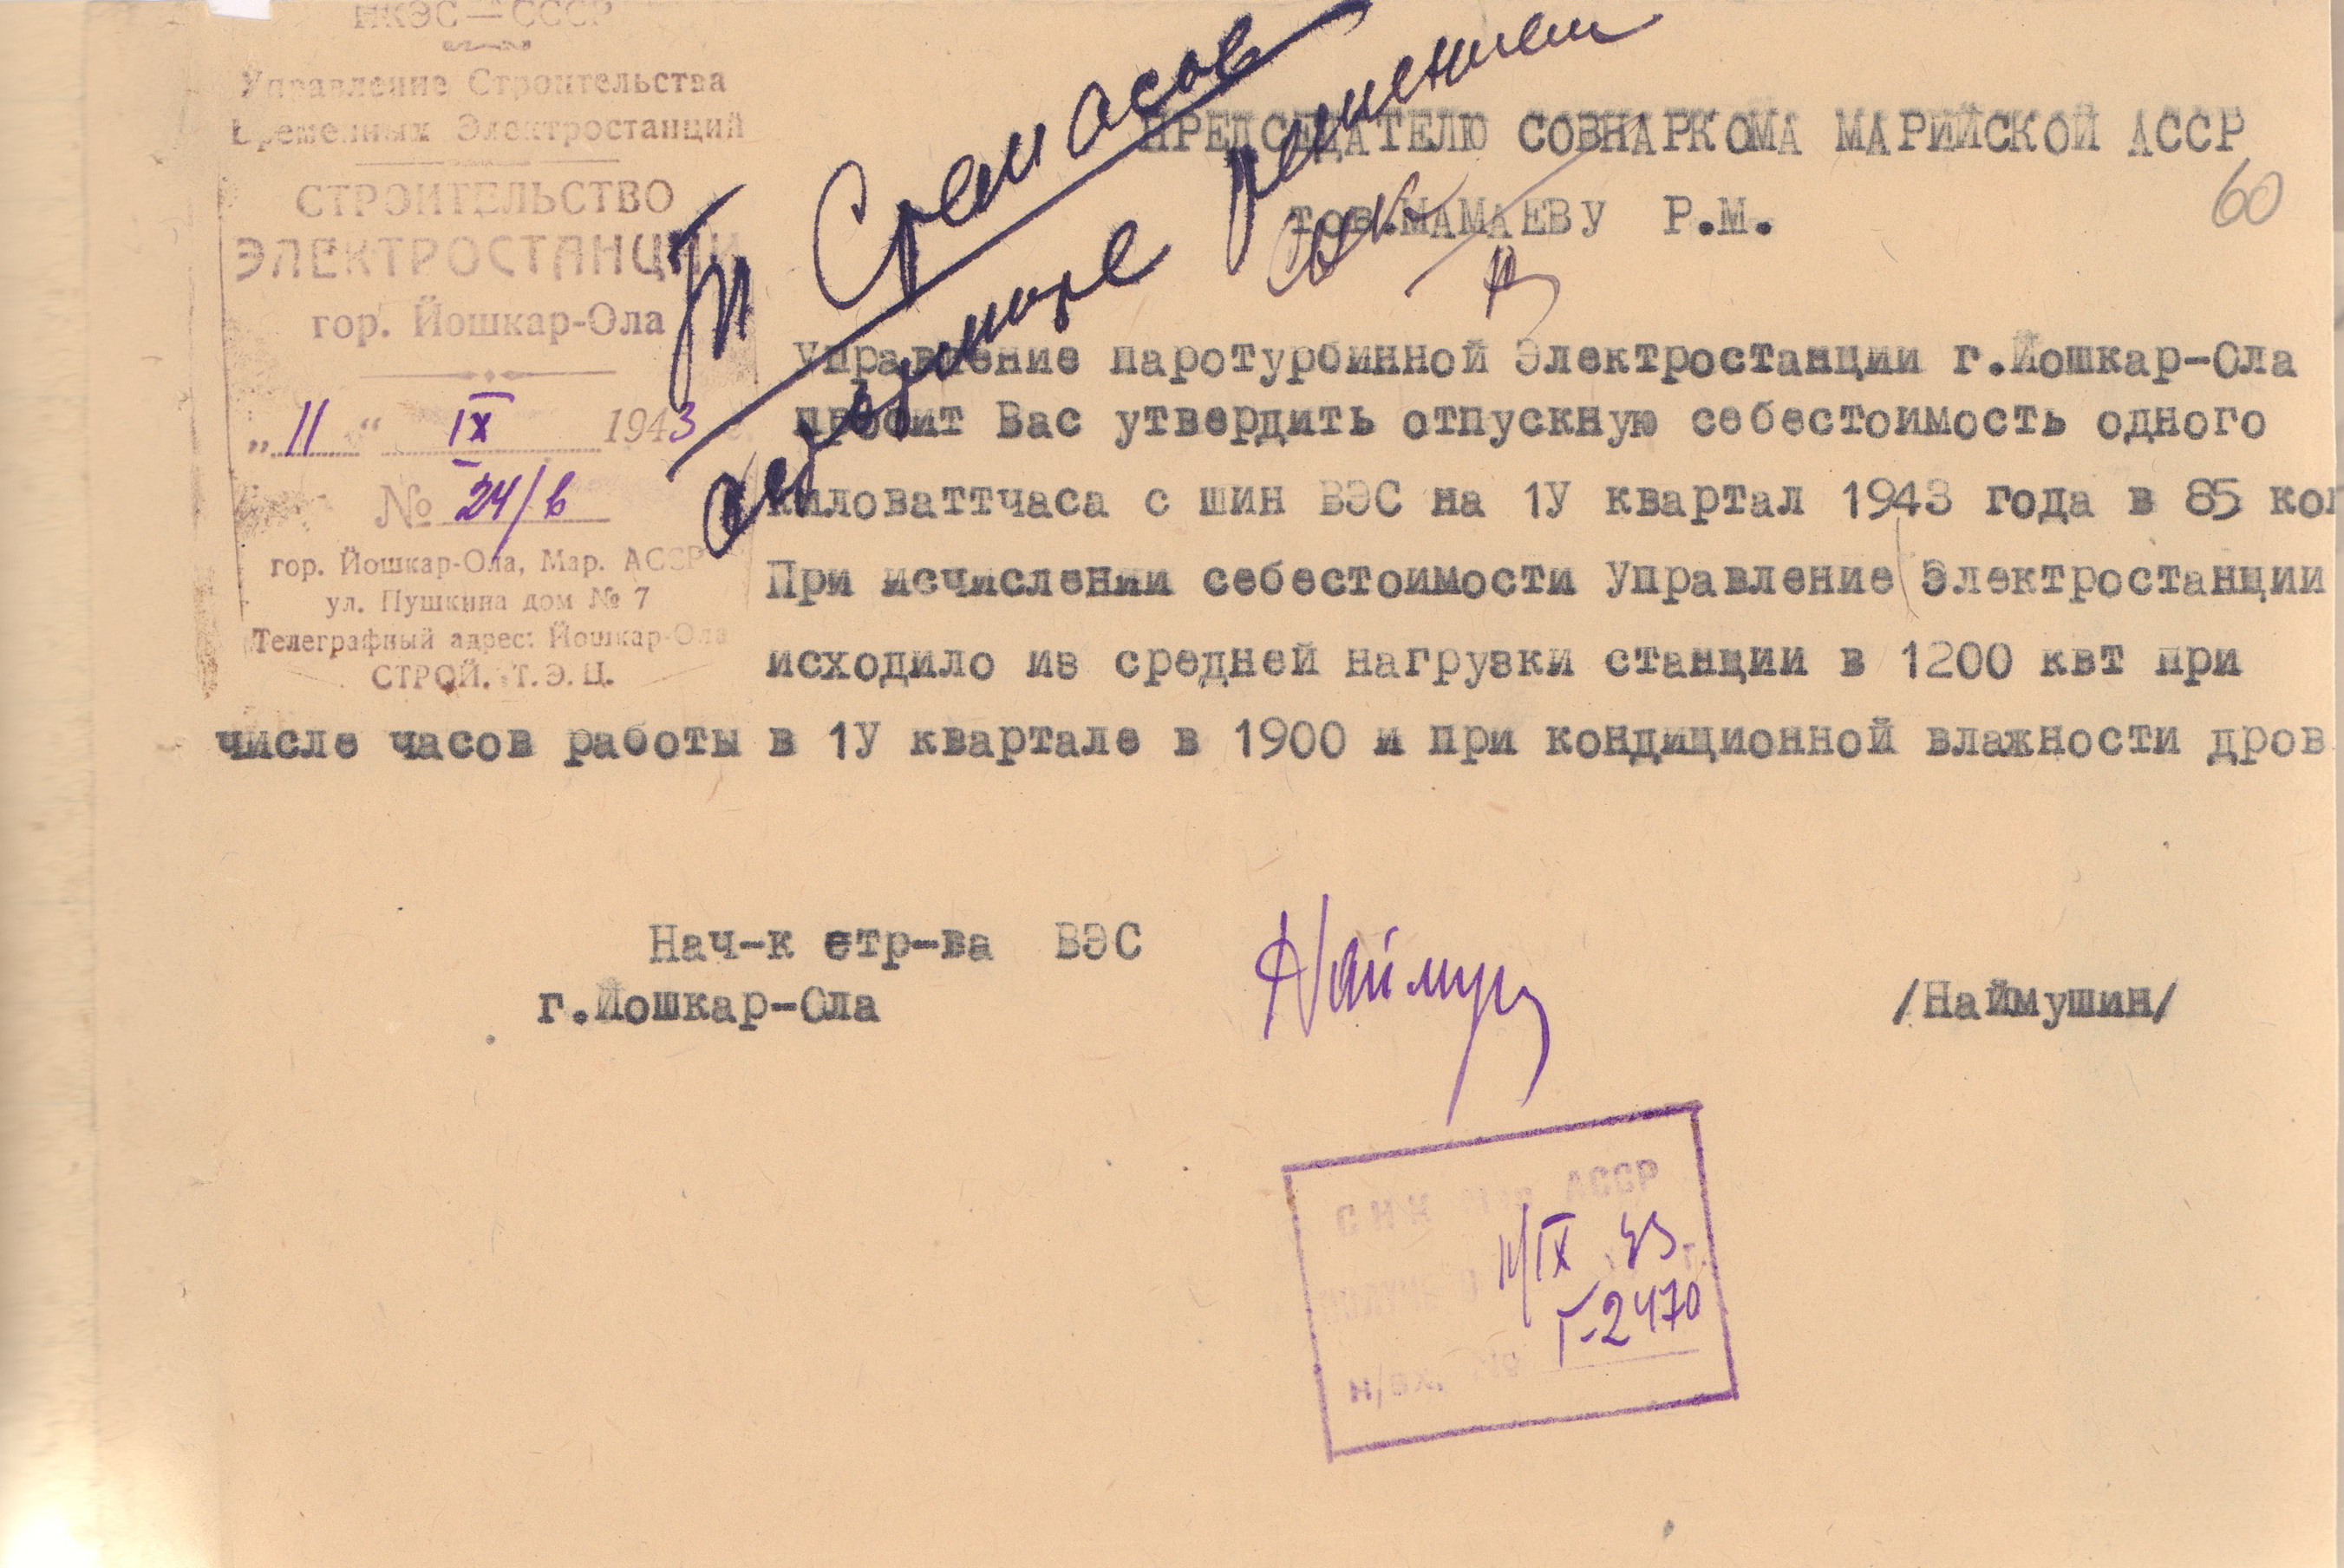 НКЭС — СССР
Управление Строительства
Временных Электростанций
СТРОИТЕЛЬСТВО
ЭЛЕКТРОСТАНЦИИ
гор. Йошкар-Ола
„11“ IX 1943 г.
№ 24/в
гор. Йошкар-Ола, Мар. АССР
ул. Пушкина дом № 7
Телеграфный адрес: Йошкар-Ола
СТРОЙ. Т.Э.Ц.
Т.
решением
ПРЕДСЕДАТЕЛЮ СОВНАРКОМА МАРИЙСКОЙ АССР
60
тов.МАМАЕВУ Р.М.
Управление паротурбинной Электростанции г.Йошкар-Ола
просит Вас утвердить отпускную себестоимость одного
киловаттчаса с шин ВЭС на 1У квартал 1943 года в 85 коп
При исчислении себестоимости Управление Электростанции
исходило из средней нагрузки станции в 1200 квт при
числе часов работы в 1У квартале в 1900 и при кондиционной влажности дров
Нач-к стр-ва ВЭС
г.Йошкар-Ола
/Наймушин/
СНК Мар АССР
11/IX 43 г.
н/вх. № I-2470